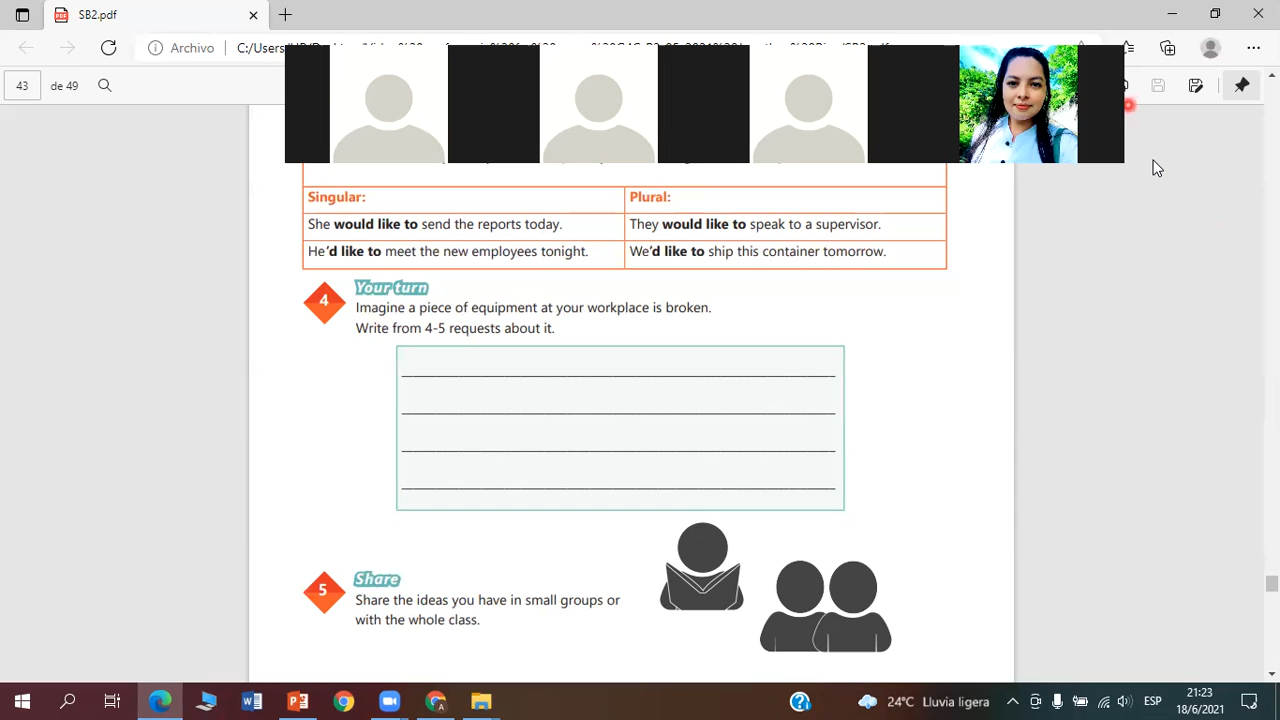 SB2.pdf
Archivo
43 de 49
Singular:
Plural:
She would like to send the reports today.
They would like to speak to a supervisor.
He'd like to meet the new employees tonight.
We'd like to ship this container tomorrow.
4
Your turn
Imagine a piece of equipment at your workplace is broken.
Write from 4-5 requests about it.
5
Share
Share the ideas you have in small groups or
with the whole class.
24°C Lluvia ligera
ESP
21:23
18/6/2021